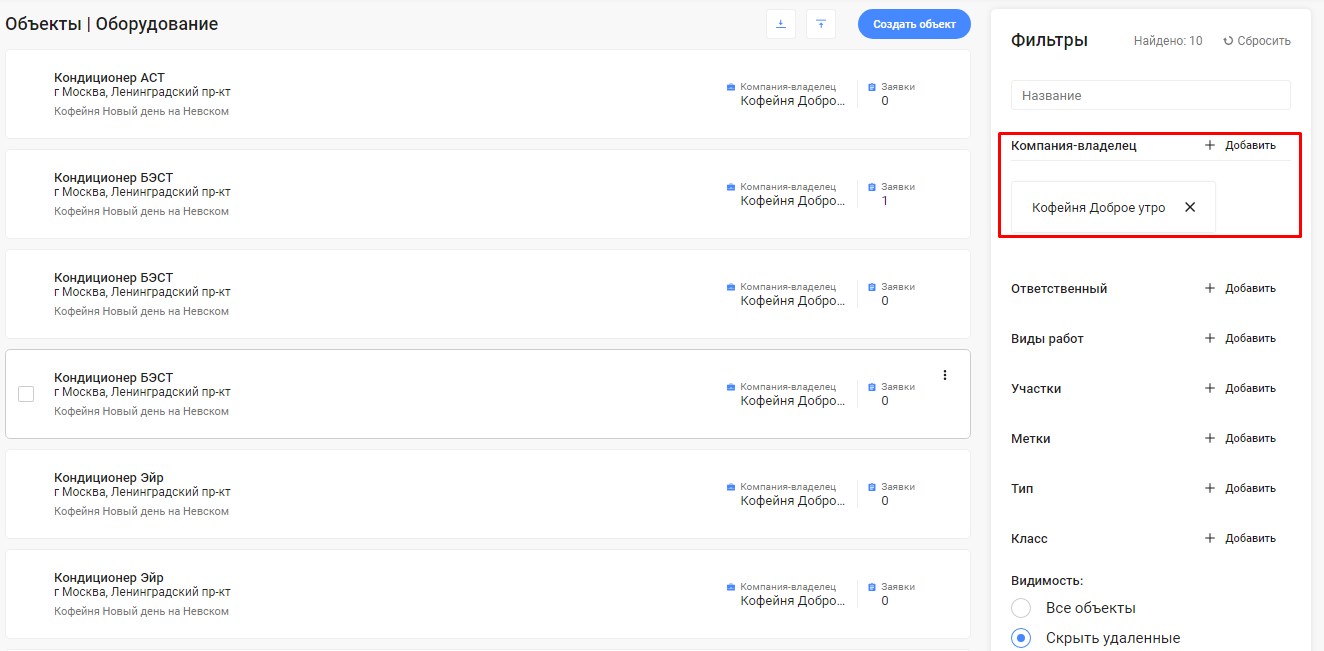 Объекты | Оборудование
Создать объект
Кондиционер АСТ
г Москва, Ленинградский пр-кт
Кофейня Новый день на Невском
Компания-владелец
Кофейня Добро...
Заявки
0
Кондиционер БЭСТ
г Москва, Ленинградский пр-кт
Кофейня Новый день на Невском
Компания-владелец
Кофейня Добро...
Заявки
1
Кондиционер БЭСТ
г Москва, Ленинградский пр-кт
Кофейня Новый день на Невском
Компания-владелец
Кофейня Добро...
Заявки
0
Кондиционер БЭСТ
г Москва, Ленинградский пр-кт
Кофейня Новый день на Невском
Компания-владелец
Кофейня Добро...
Заявки
0
Кондиционер Эйр
г Москва, Ленинградский пр-кт
Кофейня Новый день на Невском
Компания-владелец
Кофейня Добро...
Заявки
0
Кондиционер Эйр
г Москва, Ленинградский пр-кт
Кофейня Новый день на Невском
Компания-владелец
Кофейня Добро...
Заявки
0
Фильтры
Найдено: 10
Сбросить
Название
Компания-владелец + Добавить
Кофейня Доброе утро
Ответственный + Добавить
Виды работ + Добавить
Участки + Добавить
Метки + Добавить
Тип + Добавить
Класс + Добавить
Видимость:
Все объекты
Скрыть удаленные